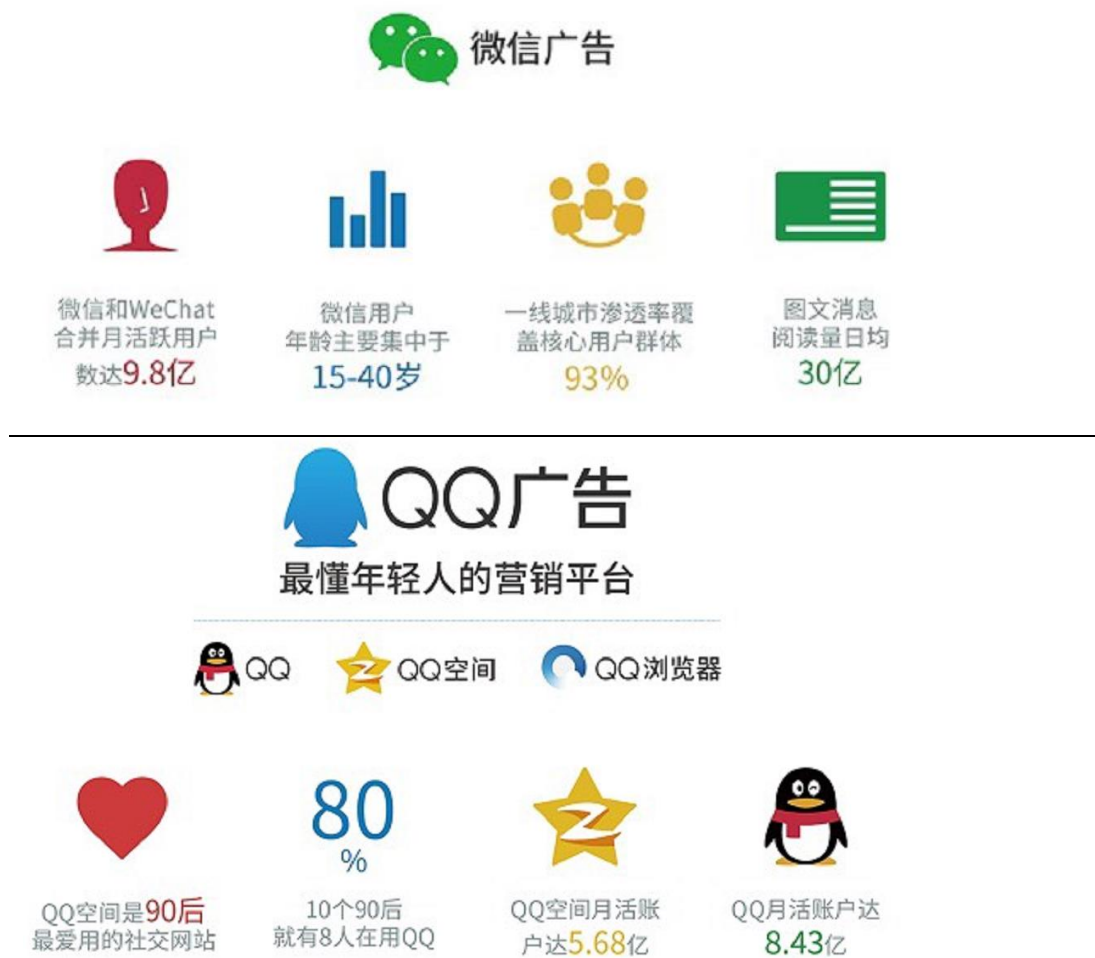 微信广告
微信和WeChat
合并月活跃用户
数达9.8亿
微信用户
年龄主要集中于
15-40岁
一线城市渗透率覆
盖核心用户群体
93%
图文消息
阅读量日均
30亿
QQ广告
最懂年轻人的营销平台
QQ
QQ空间
QQ浏览器
QQ空间是90后
最爱用的社交网站
80
%
10个90后
就有8人在用QQ
QQ空间月活账
户达5.68亿
QQ月活账户达
8.43亿